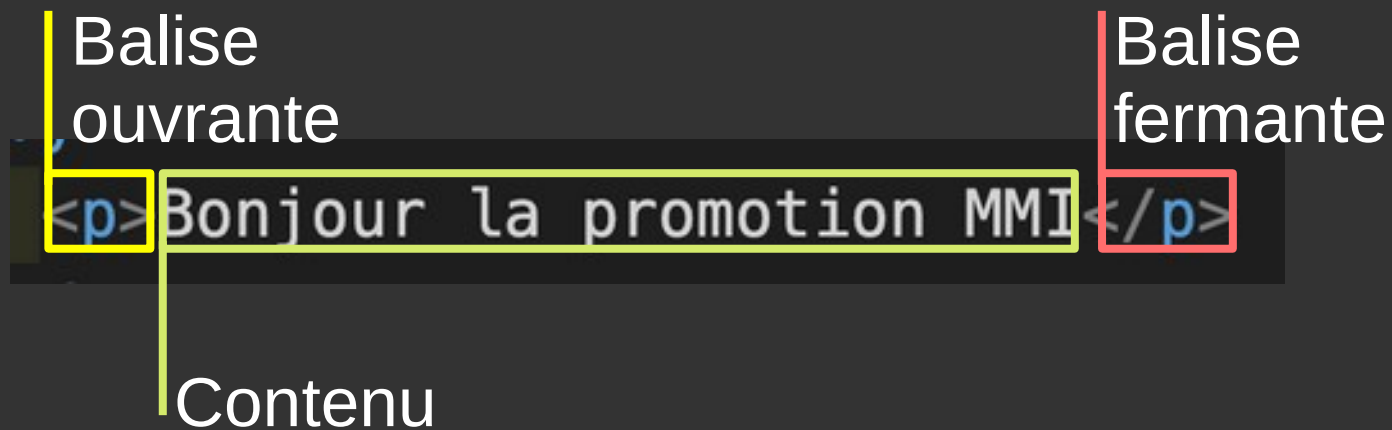 Balise
ouvrante
Balise
fermante
<p>Bonjour la promotion MMI</p>
Contenu